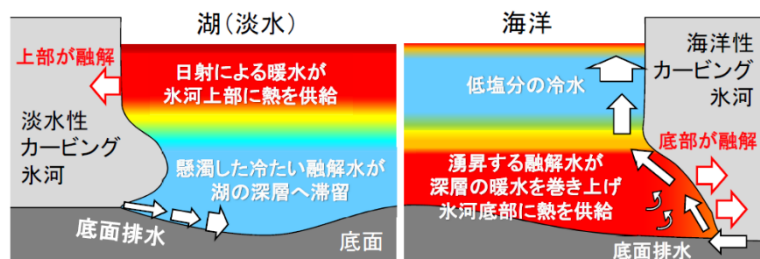 湖(淡水)
上部が融解
日射による暖水が
氷河上部に熱を供給
淡水性
カービング
氷河
懸濁した冷たい融解水が
湖の深層へ滞留
底面排水
底面
海洋
海洋性
カービング
氷河
低塩分の冷水
底部が融解
湧昇する融解水が
深層の暖水を巻き上げ
氷河底部に熱を供給
底面排水